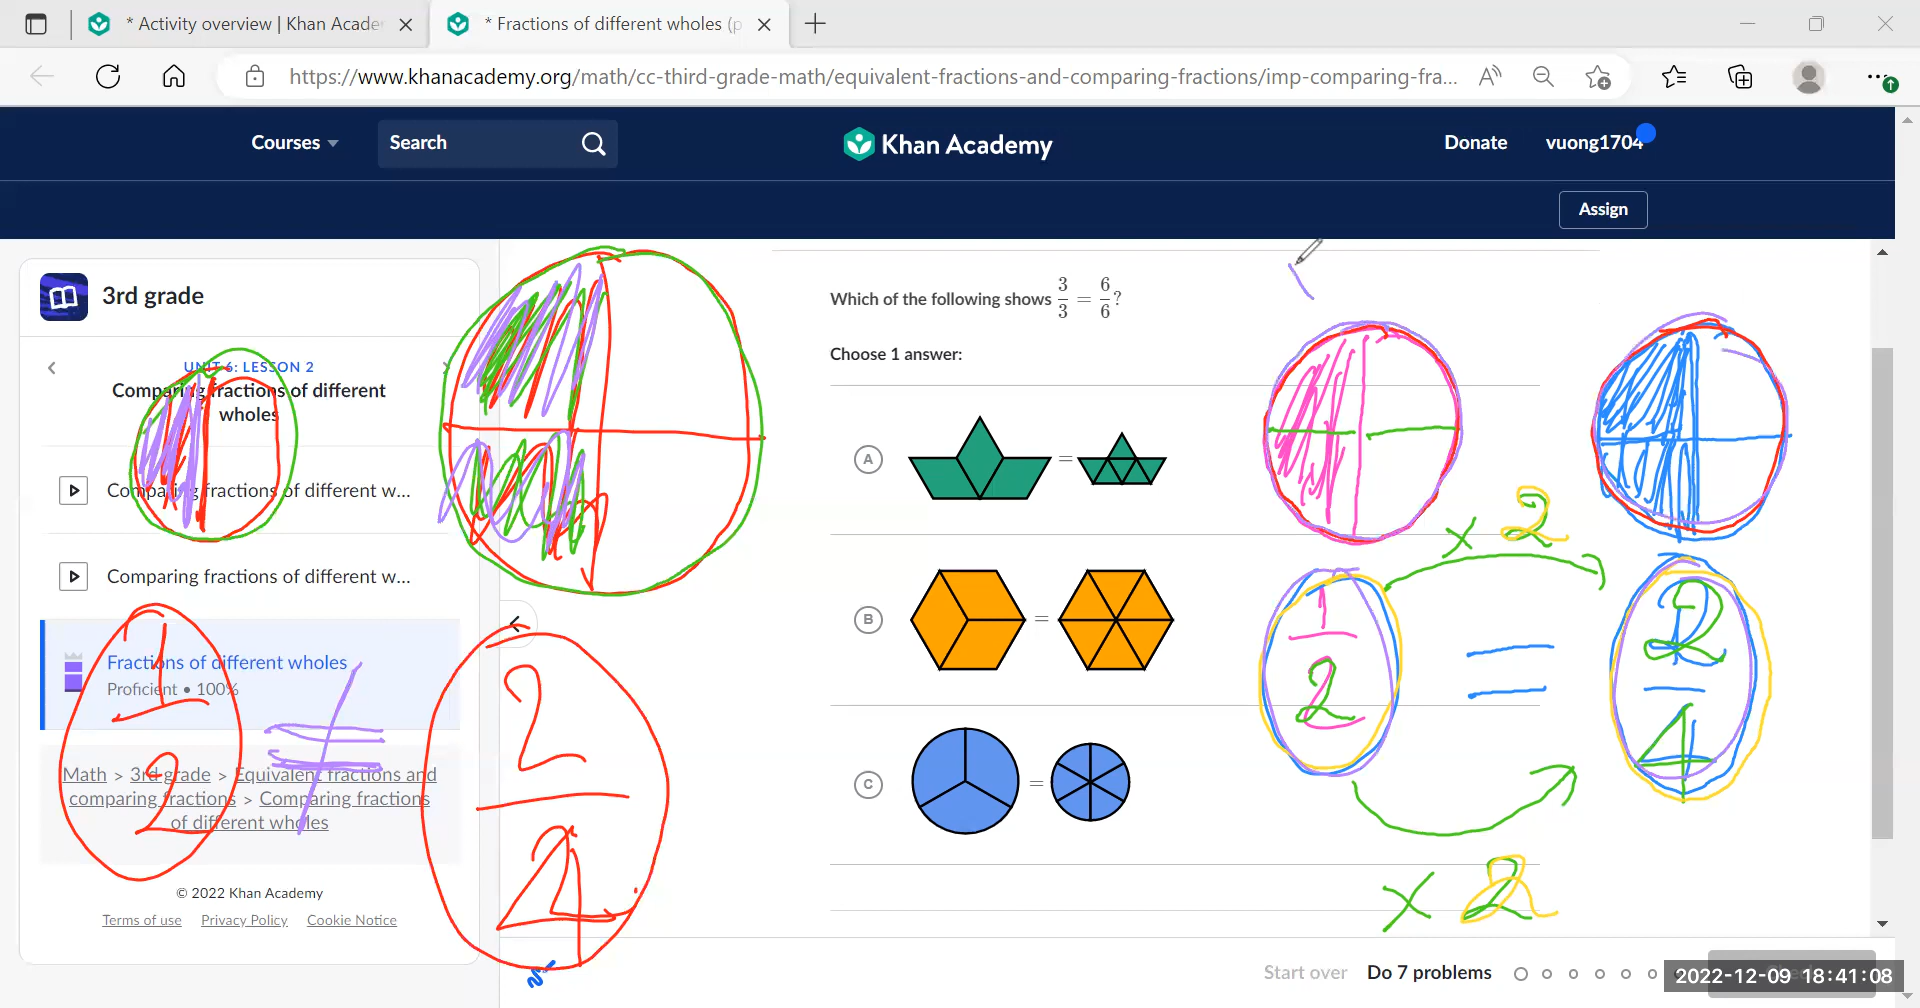 * Activity overview | Khan Acade
* Fractions of different wholes (p
https://www.khanacademy.org/math/cc-third-grade-math/equivalent-fractions-and-comparing-fractions/imp-comparing-fra...
Courses
Search
Khan Academy
Donate
vuong1704
Assign
3rd grade
UNIT 6: LESSON 2
Comparing fractions of different
wholes
Comparing fractions of different w...
Comparing fractions of different w...
Fractions of different wholes
Proficient • 100%
Math > 3rd grade > Equivalent fractions and
comparing fractions > Comparing fractions
of different wholes
© 2022 Khan Academy
Terms of use Privacy Policy Cookie Notice
1
2
≠
2
4
Which of the following shows 3/3 = 6/6?
Choose 1 answer:
A
=
B
=
C
=
x 2
1
2
=
2
4
x 2
Start over
Do 7 problems
2022-12-09 18:41:08